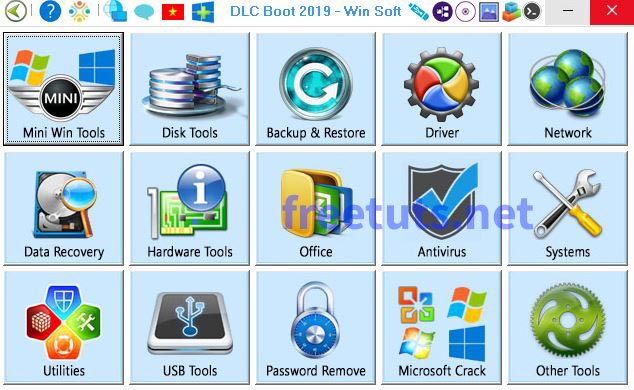 DLC Boot 2019 - Win Soft
MINI
Mini Win Tools
Disk Tools
Backup & Restore
Driver
Network
Data Recovery
Hardware Tools
Office
Antivirus
Systems
freetuts.net
Utilities
USB Tools
Password Remove
Microsoft Crack
Other Tools